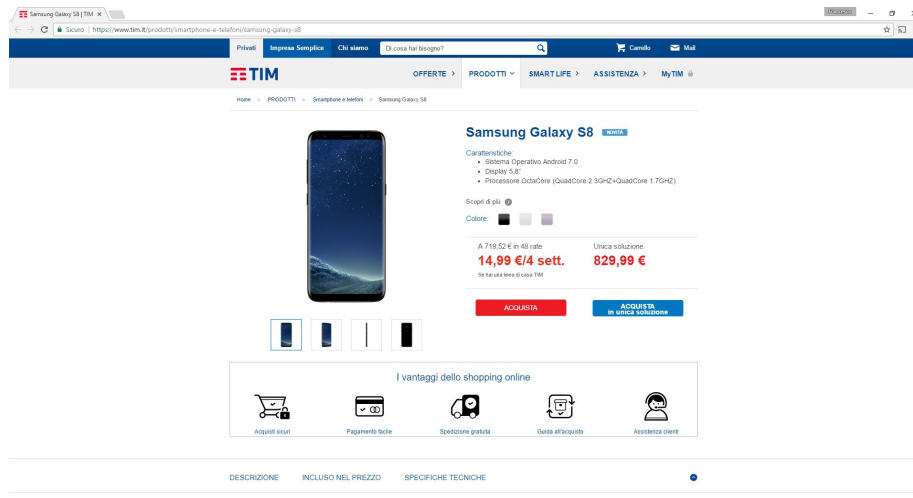 Samsung Galaxy S8 | TIM
Sicuro | https://www.tim.it/prodotti/smartphone-e-telefoni/samsung-galaxy-s8
Privati Impresa Semplice Chi siamo Di cosa hai bisogno? Carrello Mail
TIM OFFERTE PRODOTTI SMART LIFE ASSISTENZA MyTIM
Home PRODOTTI Smartphone e telefoni Samsung Galaxy S8
Samsung Galaxy S8 NOVITÀ
Caratteristiche:
Sistema Operativo Android 7.0
Display 5.8"
Processore OctaCore (QuadCore 2.3GHZ+QuadCore 1.7GHZ)
Scopri di più
Colore:
A 719,52 € in 48 rate Unica soluzione
14,99 €/4 sett. 829,99 €
Se hai una linea di casa TIM
ACQUISTA ACQUISTA
in unica soluzione
I vantaggi dello shopping online
Acquisti sicuri Pagamento facile Spedizione gratuita Guida all'acquisto Assistenza clienti
DESCRIZIONE INCLUSO NEL PREZZO SPECIFICHE TECNICHE